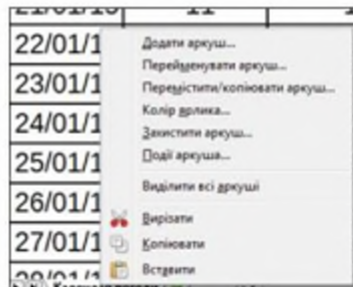 22/01/1
Додати аркуш...
Перейменувати аркуш...
23/01/1
Перемістити/копіювати аркуш...
24/01/1
Колір ярлика...
Захистити аркуш...
25/01/1
Події аркуша...
26/01/1
Виділити всі аркуші
Вирізати
27/01/1
Копіювати
Вставити